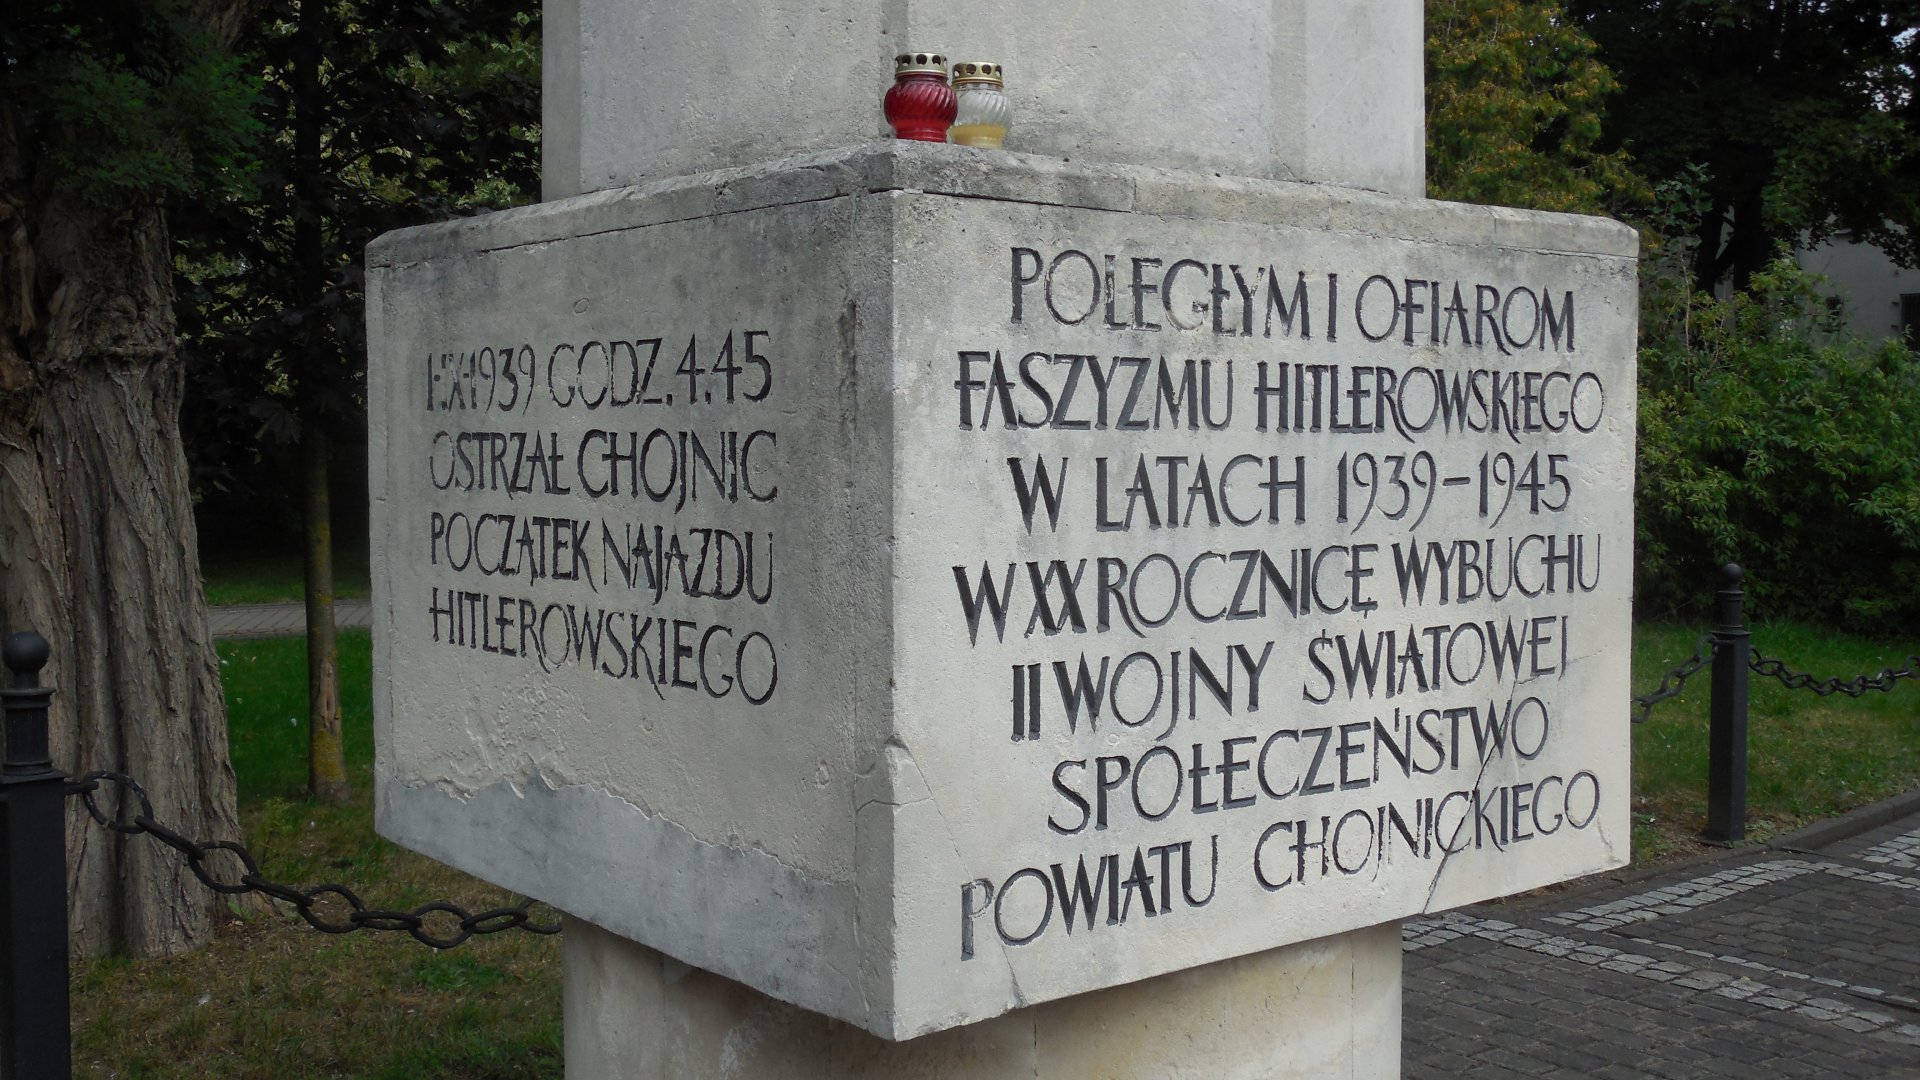 1·IX·1939 GODZ. 4.45
OSTRZAŁ CHOJNIC
POCZĄTEK NAJAZDU
HITLEROWSKIEGO
POLEGŁYM I OFIAROM
FASZYZMU HITLEROWSKIEGO
W LATACH 1939-1945
W XX ROCZNICĘ WYBUCHU
II WOJNY ŚWIATOWEJ
SPOŁECZEŃSTWO
POWIATU CHOJNICKIEGO